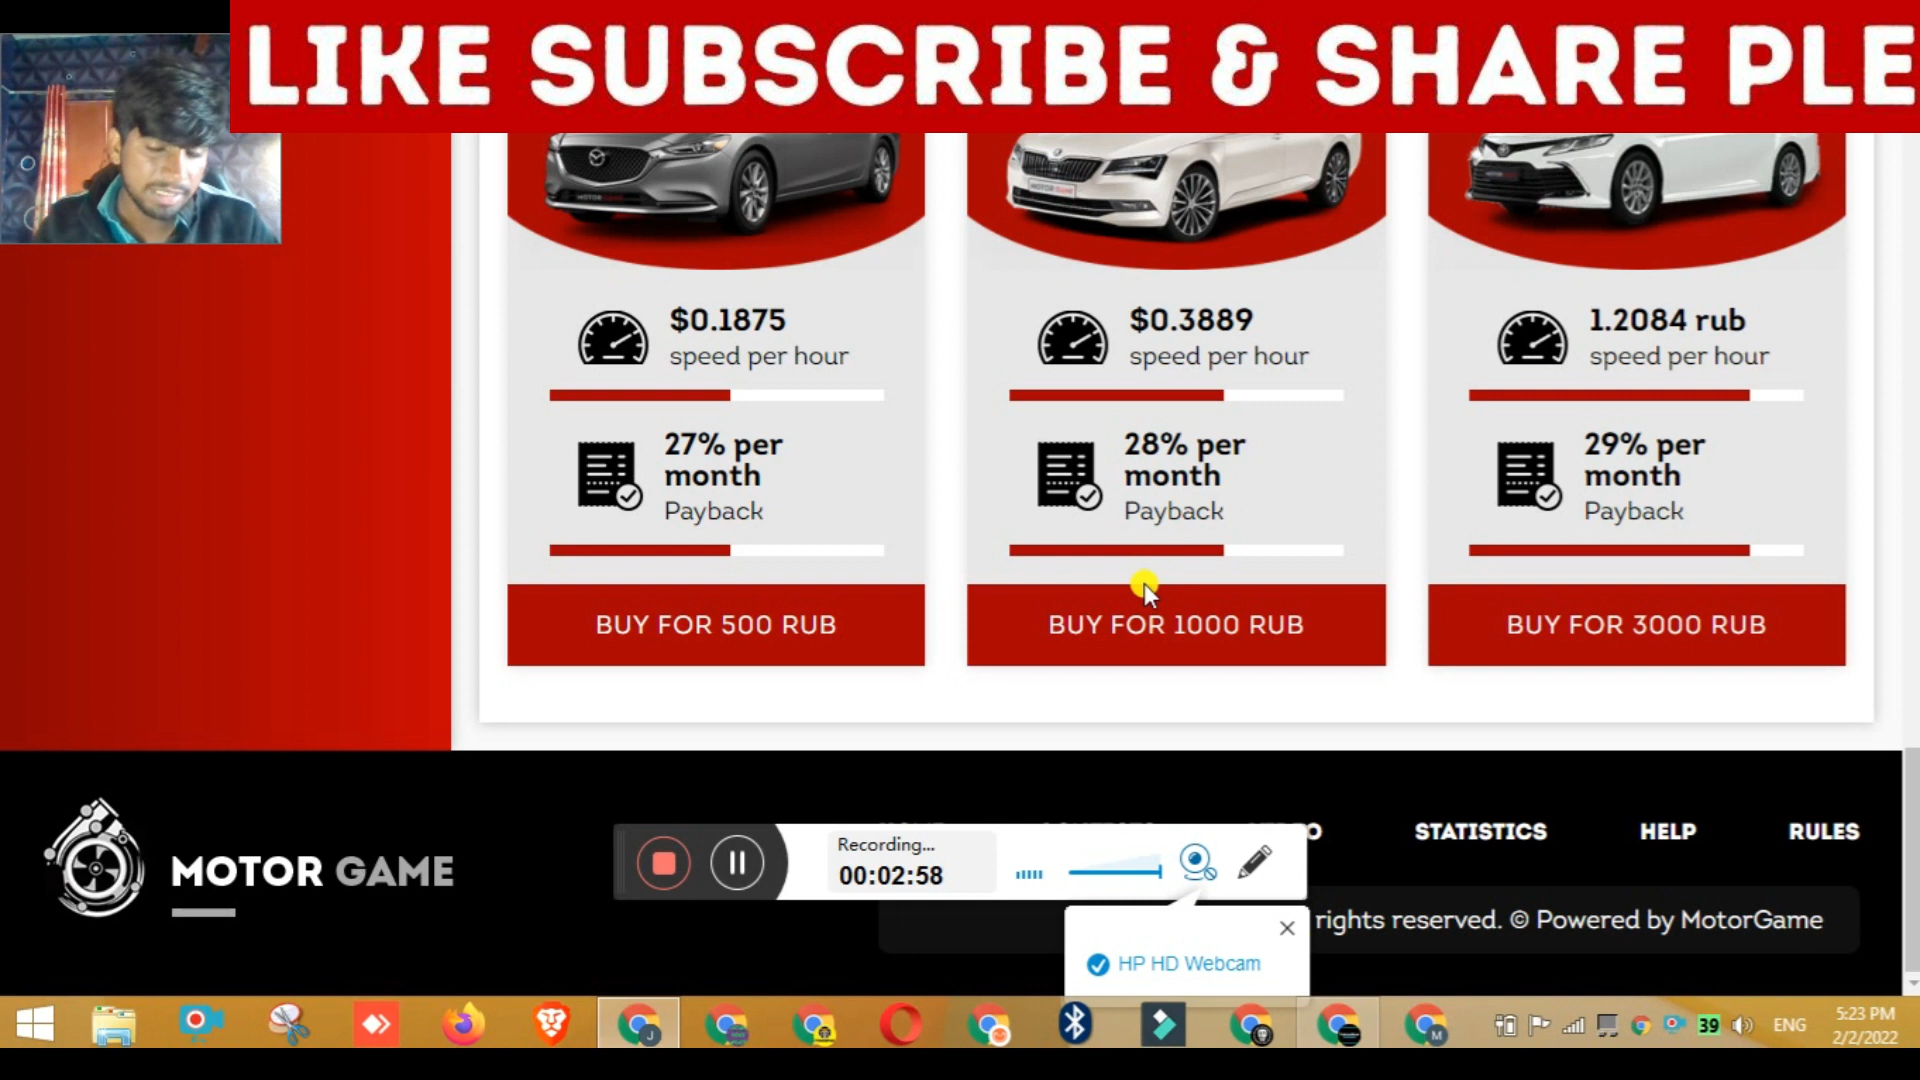 LIKE SUBSCRIBE & SHARE PLE
$0.1875
speed per hour
27% per
month
Payback
BUY FOR 500 RUB
MOTOR GAME
$0.3889
speed per hour
28% per
month
Payback
BUY FOR 1000 RUB
1.2084 rub
speed per hour
29% per
month
Payback
BUY FOR 3000 RUB
MOTOR GAME
STATISTICS
HELP
RULES
Recording...
00:02:58
rights reserved. © Powered by MotorGame
HP HD Webcam
39
ENG
5:23 PM
2/2/2022